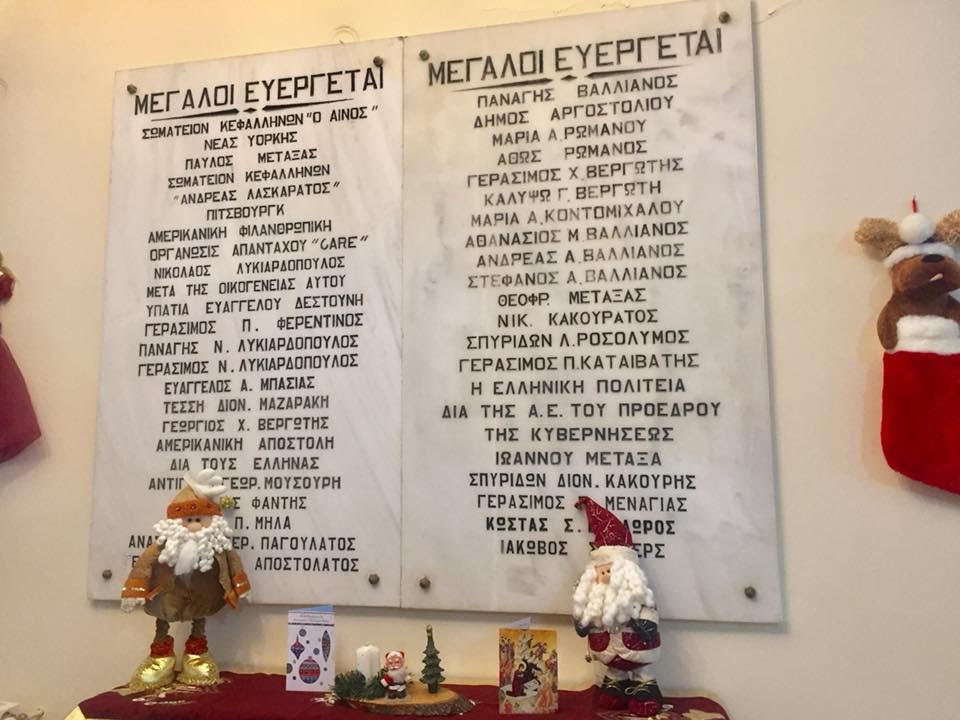 ΜΕΓΑΛΟΙ ΕΥΕΡΓΕΤΑΙ
ΣΩΜΑΤΕΙΟΝ ΚΕΦΑΛΛΗΝΩΝ "Ο ΑΙΝΟΣ"
ΝΕΑΣ ΥΟΡΚΗΣ
ΠΑΥΛΟΣ ΜΕΤΑΞΑΣ
ΣΩΜΑΤΕΙΟΝ ΚΕΦΑΛΛΗΝΩΝ
"ΑΝΔΡΕΑΣ ΛΑΣΚΑΡΑΤΟΣ"
ΠΙΤΣΒΟΥΡΓΚ
ΑΜΕΡΙΚΑΝΙΚΗ ΦΙΛΑΝΘΡΩΠΙΚΗ
ΟΡΓΑΝΩΣΙΣ ΑΠΑΝΤΑΧΟΥ "CARE"
ΝΙΚΟΛΑΟΣ ΛΥΚΙΑΡΔΟΠΟΥΛΟΣ
ΜΕΤΑ ΤΗΣ ΟΙΚΟΓΕΝΕΙΑΣ ΑΥΤΟΥ
ΥΠΑΤΙΑ ΕΥΑΓΓΕΛΟΥ ΔΕΣΤΟΥΝΗ
ΓΕΡΑΣΙΜΟΣ Π. ΦΕΡΕΝΤΙΝΟΣ
ΠΑΝΑΓΗΣ Ν. ΛΥΚΙΑΡΔΟΠΟΥΛΟΣ
ΓΕΡΑΣΙΜΟΣ Ν. ΛΥΚΙΑΡΔΟΠΟΥΛΟΣ
ΕΥΑΓΓΕΛΟΣ Α. ΜΠΑΣΙΑΣ
ΤΕΣΣΗ ΔΙΟΝ. ΜΑΖΑΡΑΚΗ
ΓΕΩΡΓΙΟΣ Χ. ΒΕΡΓΩΤΗΣ
ΑΜΕΡΙΚΑΝΙΚΗ ΑΠΟΣΤΟΛΗ
ΔΙΑ ΤΟΥΣ ΕΛΛΗΝΑΣ
ΜΟΥΣΟΥΡΗ
ΦΑΝΤΗΣ
Π. ΜΗΛΑ
ΠΑΓΟΥΛΑΤΟΣ
ΑΠΟΣΤΟΛΑΤΟΣ
ΜΕΓΑΛΟΙ ΕΥΕΡΓΕΤΑΙ
ΠΑΝΑΓΗΣ ΒΑΛΛΙΑΝΟΣ
ΔΗΜΟΣ ΑΡΓΟΣΤΟΛΙΟΥ
ΜΑΡΙΑ Α. ΡΩΜΑΝΟΥ
ΑΘΩΣ ΡΩΜΑΝΟΣ
ΓΕΡΑΣΙΜΟΣ Χ. ΒΕΡΓΩΤΗΣ
ΚΑΛΥΨΩ Γ. ΒΕΡΓΩΤΗ
ΜΑΡΙΑ Α. ΚΟΝΤΟΜΙΧΑΛΟΥ
ΑΘΑΝΑΣΙΟΣ Μ. ΒΑΛΛΙΑΝΟΣ
ΑΝΔΡΕΑΣ Α. ΒΑΛΛΙΑΝΟΣ
ΣΤΕΦΑΝΟΣ Α. ΒΑΛΛΙΑΝΟΣ
ΘΕΟΦΡ. ΜΕΤΑΞΑΣ
ΝΙΚ. ΚΑΚΟΥΡΑΤΟΣ
ΣΠΥΡΙΔΩΝ Λ. ΡΟΣΟΛΥΜΟΣ
ΓΕΡΑΣΙΜΟΣ Π. ΚΑΤΑΙΒΑΤΗΣ
Η ΕΛΛΗΝΙΚΗ ΠΟΛΙΤΕΙΑ
ΔΙΑ ΤΗΣ Α.Ε. ΤΟΥ ΠΡΟΕΔΡΟΥ
ΤΗΣ ΚΥΒΕΡΝΗΣΕΩΣ
ΙΩΑΝΝΟΥ ΜΕΤΑΞΑ
ΣΠΥΡΙΔΩΝ ΔΙΟΝ. ΚΑΚΟΥΡΗΣ
ΓΕΡΑΣΙΜΟΣ ΜΕΝΑΓΙΑΣ
ΚΩΣΤΑΣ Σ.
ΙΑΚΩΒΟΣ